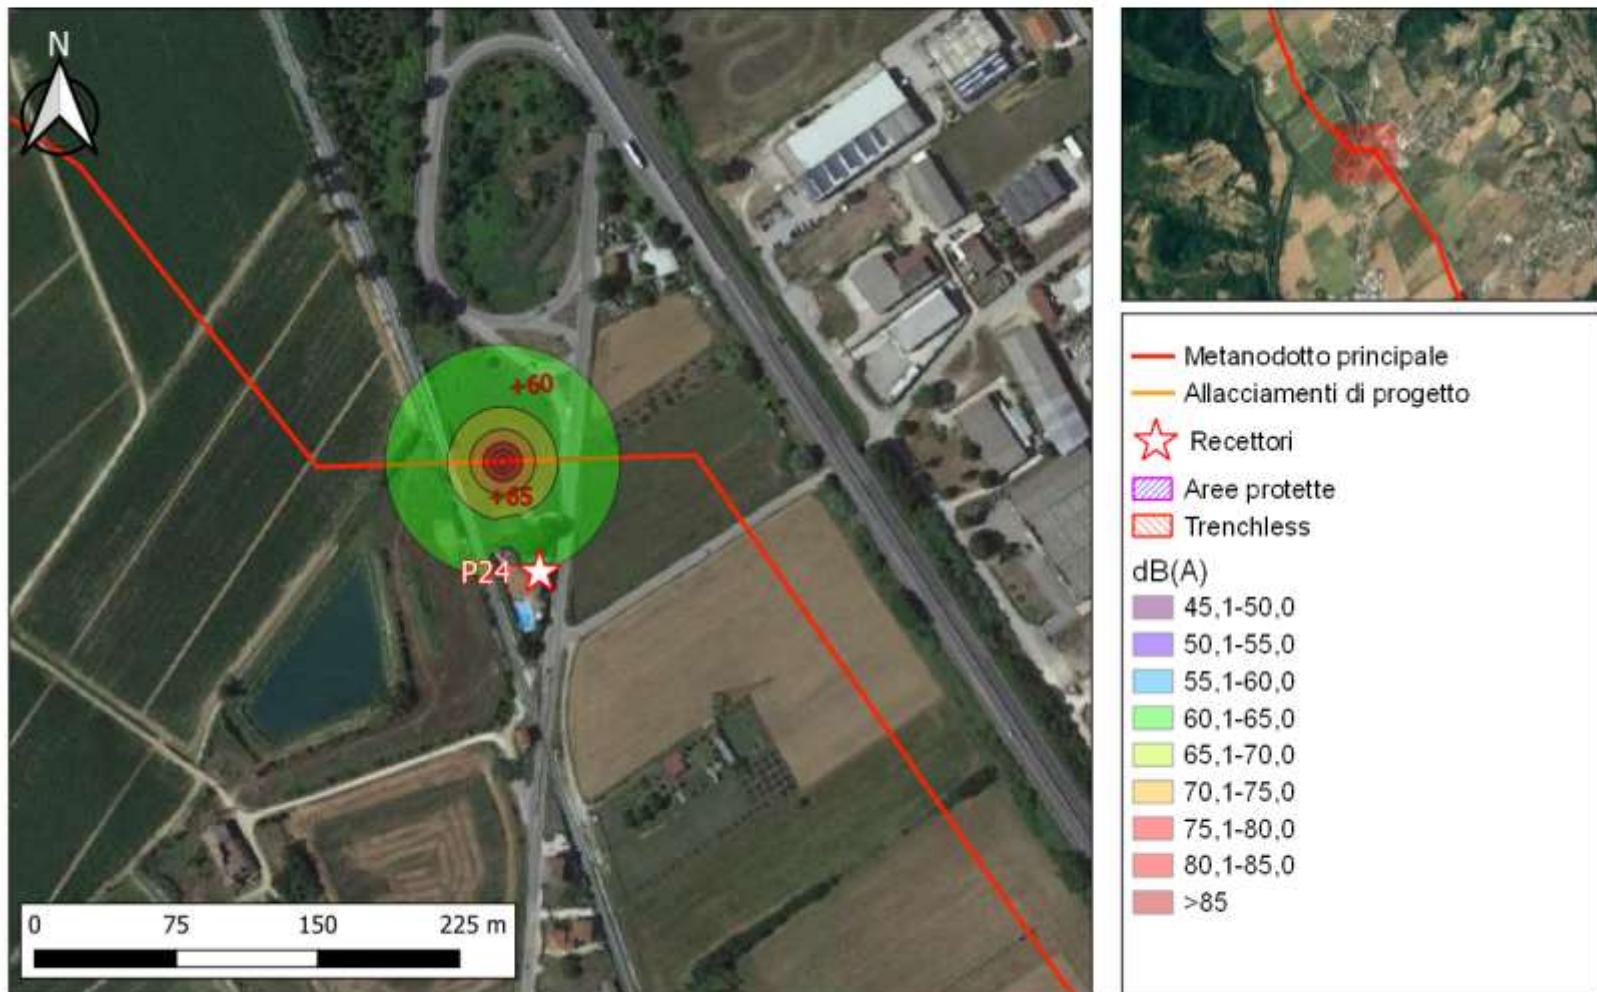 N
+60
+65
P24
0 75 150 225 m
Metanodotto principale
Allacciamenti di progetto
Recettori
Aree protette
Trenchless
dB(A)
45,1-50,0
50,1-55,0
55,1-60,0
60,1-65,0
65,1-70,0
70,1-75,0
75,1-80,0
80,1-85,0
>85